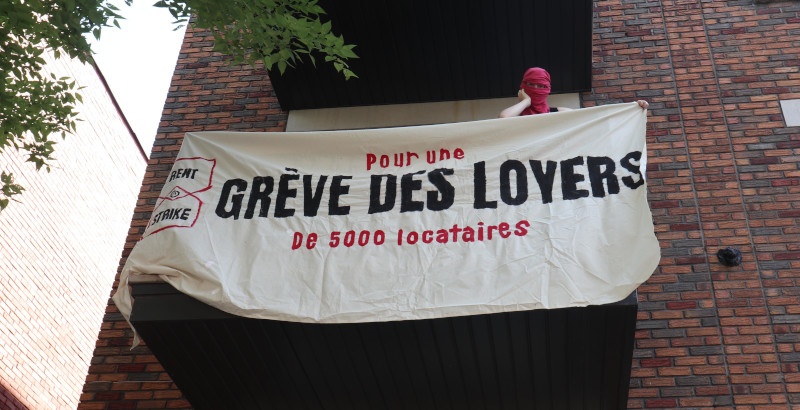 RENT
STRIKE
Pour une
GRÈVE DES LOYERS
De 5000 locataires